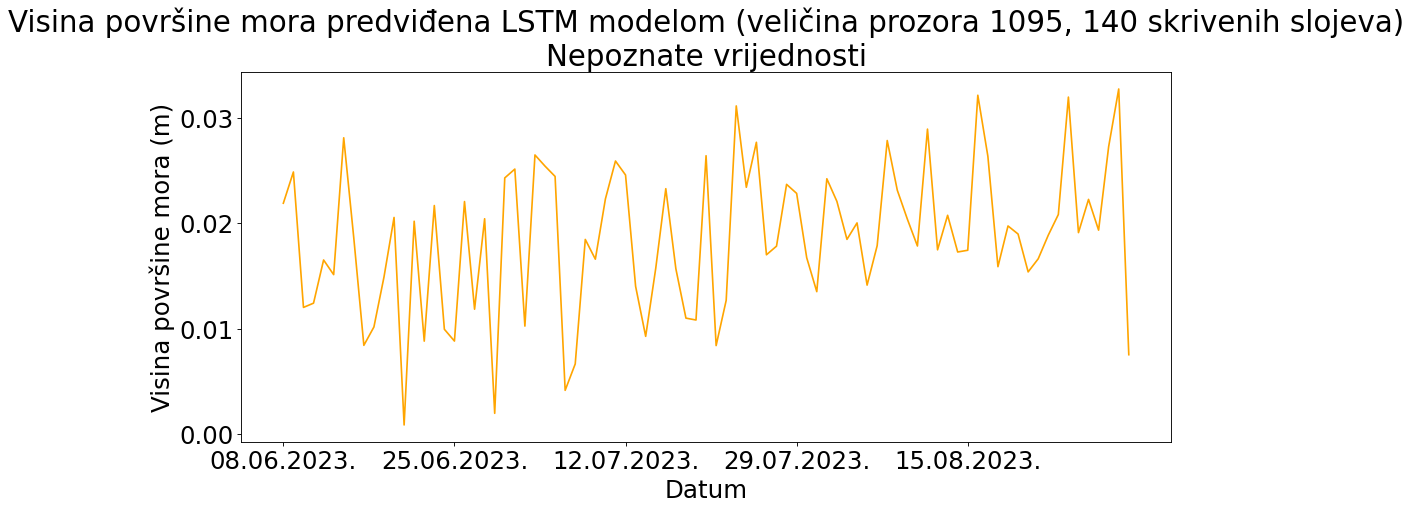 Visina površine mora predviđena LSTM modelom (veličina prozora 1095, 140 skrivenih slojeva)
Nepoznate vrijednosti
Visina površine mora (m)
0.03
0.02
0.01
0.00
08.06.2023. 25.06.2023. 12.07.2023. 29.07.2023. 15.08.2023.
Datum